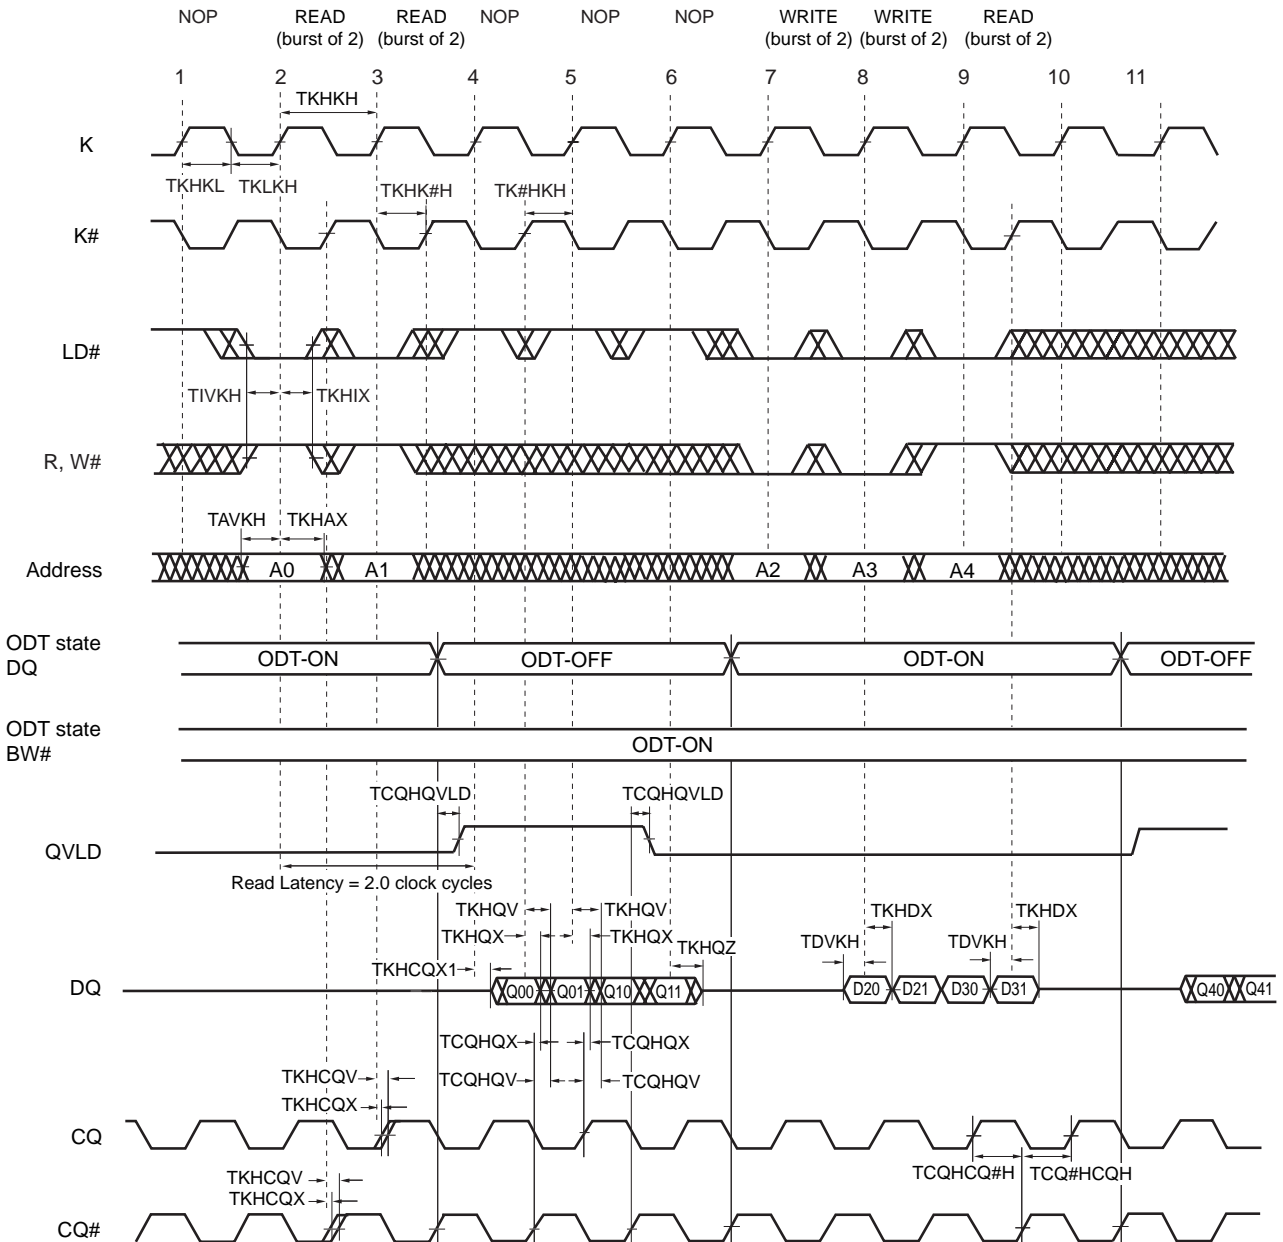 NOP READ READ NOP NOP NOP WRITE WRITE READ
(burst of 2) (burst of 2) (burst of 2) (burst of 2) (burst of 2)
1 2 3 4 5 6 7 8 9 10 11
TKHKH
K
TKHKL TKLKH TKHK#H TK#HKH
K#
LD#
TIVKH TKHIX
R, W#
TAVKH TKHAX
Address A0 A1 A2 A3 A4
ODT state
DQ
ODT-ON ODT-OFF ODT-ON ODT-OFF
ODT state
BW#
ODT-ON
TCQHQVLD TCQHQVLD
QVLD
Read Latency = 2.0 clock cycles
TKHQV TKHQV TKHDX TKHDX
TKHQX TKHQX TKHQZ TDVKH TDVKH
TKHCQX1
DQ Q00 Q01 Q10 Q11 D20 D21 D30 D31 Q40 Q41
TCQHQX TCQHQX
TKHCQV TCQHQV TCQHQV
TKHCQX
CQ
TKHCQV TCQHCQ#H TCQ#HCQH
TKHCQX
CQ#